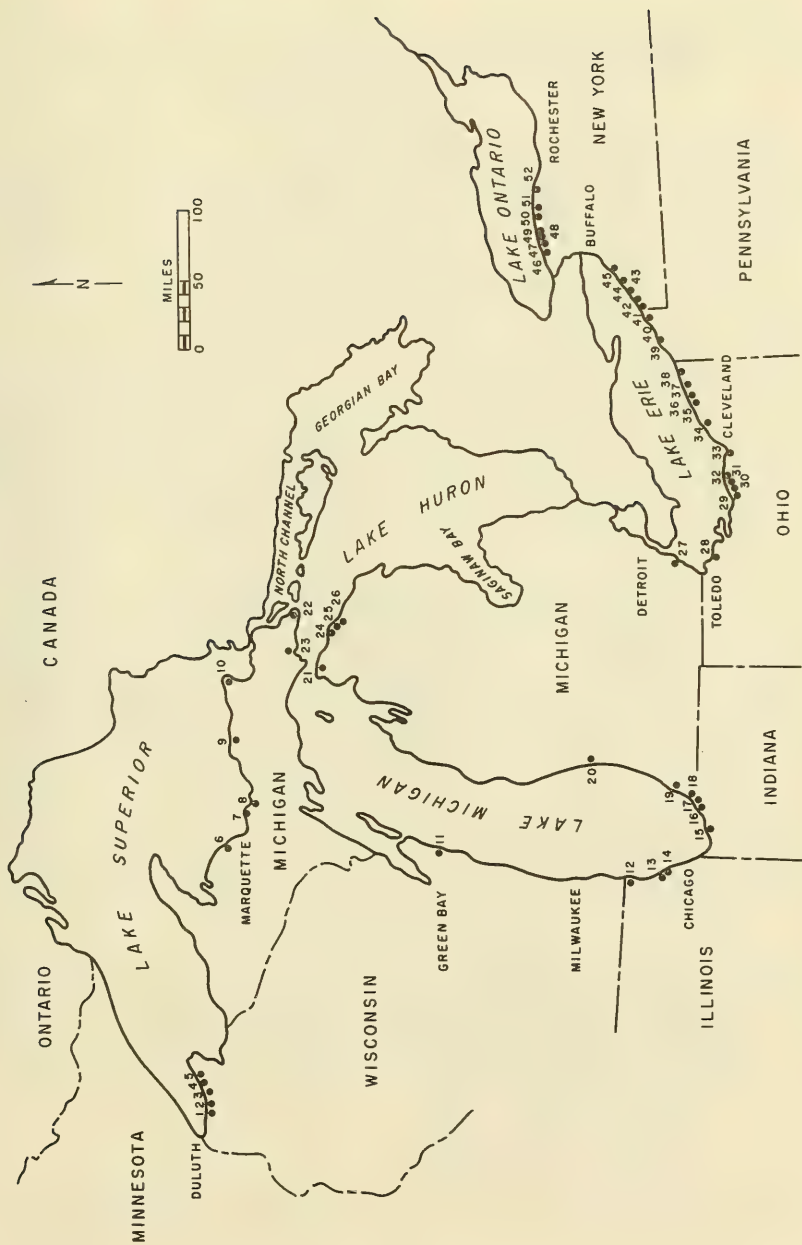 CANADA
N
MILES
0 50 100
ONTARIO
MINNESOTA
LAKE SUPERIOR
DULUTH
1 2 3 4 5
6
7
8
9
10
MARQUETTE
MICHIGAN
NORTH CHANNEL
GEORGIAN BAY
LAKE HURON
SAGINAW BAY
21
22
23
24
25
26
WISCONSIN
GREEN BAY
11
LAKE MICHIGAN
MILWAUKEE
12
13
14
CHICAGO
ILLINOIS
15
16
17
18
19
20
MICHIGAN
INDIANA
DETROIT
27
28
TOLEDO
OHIO
29
30
31
32
33
CLEVELAND
34
35
36
37
38
LAKE ERIE
39
40
41
42
43
44
45
BUFFALO
LAKE ONTARIO
46
47
48
49
50
51
52
ROCHESTER
NEW YORK
PENNSYLVANIA